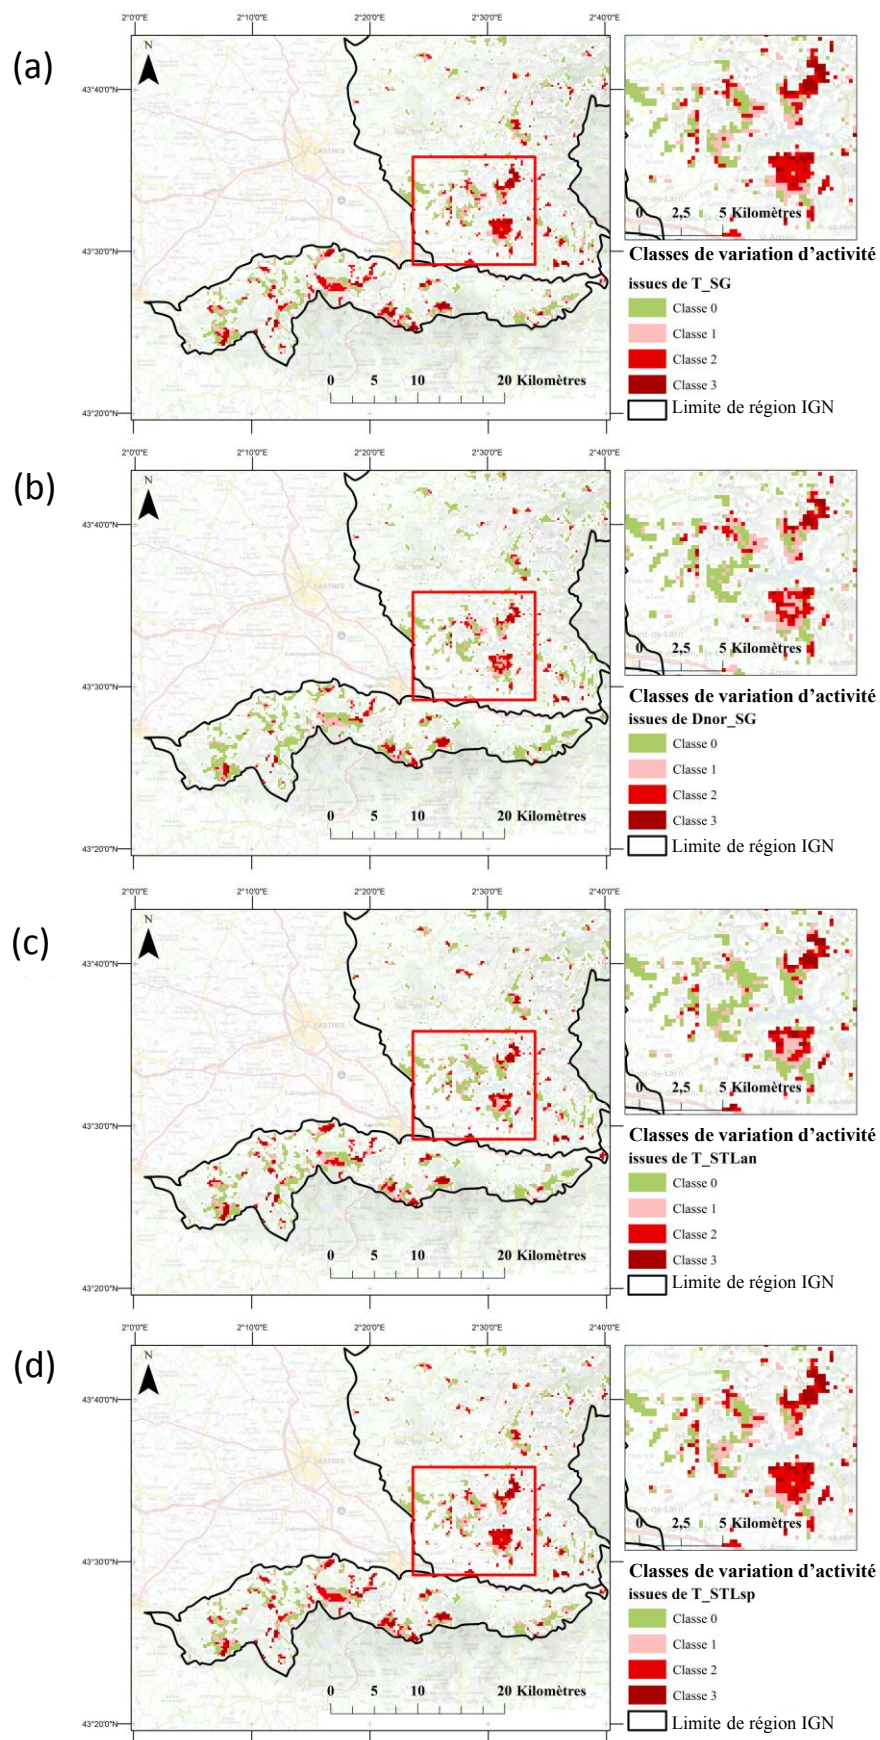 (a)
2°0'0"E 2°10'0"E 2°20'0"E 2°30'0"E 2°40'0"E
N
43°40'0"N
CASTRES
Labruguière
43°30'0"N
0 5 10 20 Kilomètres
43°20'0"N
0 2,5 5 Kilomètres
Classes de variation d'activité
issues de T_SG
Classe 0
Classe 1
Classe 2
Classe 3
Limite de région IGN
(b)
2°0'0"E 2°10'0"E 2°20'0"E 2°30'0"E 2°40'0"E
N
43°40'0"N
CASTRES
Labruguière
43°30'0"N
0 5 10 20 Kilomètres
43°20'0"N
0 2,5 5 Kilomètres
Classes de variation d'activité
issues de Dnor_SG
Classe 0
Classe 1
Classe 2
Classe 3
Limite de région IGN
(c)
2°0'0"E 2°10'0"E 2°20'0"E 2°30'0"E 2°40'0"E
N
43°40'0"N
CASTRES
Labruguière
43°30'0"N
0 5 10 20 Kilomètres
43°20'0"N
0 2,5 5 Kilomètres
Classes de variation d'activité
issues de T_STLan
Classe 0
Classe 1
Classe 2
Classe 3
Limite de région IGN
(d)
2°0'0"E 2°10'0"E 2°20'0"E 2°30'0"E 2°40'0"E
N
43°40'0"N
CASTRES
Labruguière
43°30'0"N
0 5 10 20 Kilomètres
43°20'0"N
0 2,5 5 Kilomètres
Classes de variation d'activité
issues de T_STLsp
Classe 0
Classe 1
Classe 2
Classe 3
Limite de région IGN